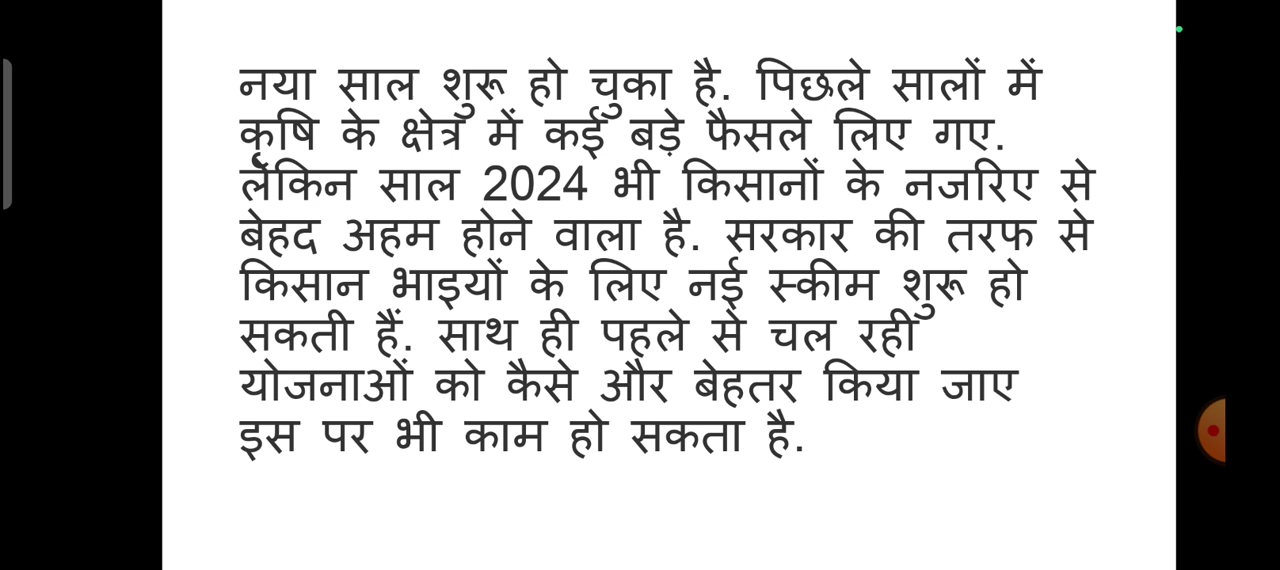 नया साल शुरू हो चुका है. पिछले सालों में
कृषि के क्षेत्र में कई बड़े फैसले लिए गए.
लेकिन साल 2024 भी किसानों के नजरिए से
बेहद अहम होने वाला है. सरकार की तरफ से
किसान भाइयों के लिए नई स्कीम शुरू हो
सकती हैं. साथ ही पहले से चल रही
योजनाओं को कैसे और बेहतर किया जाए
इस पर भी काम हो सकता है.